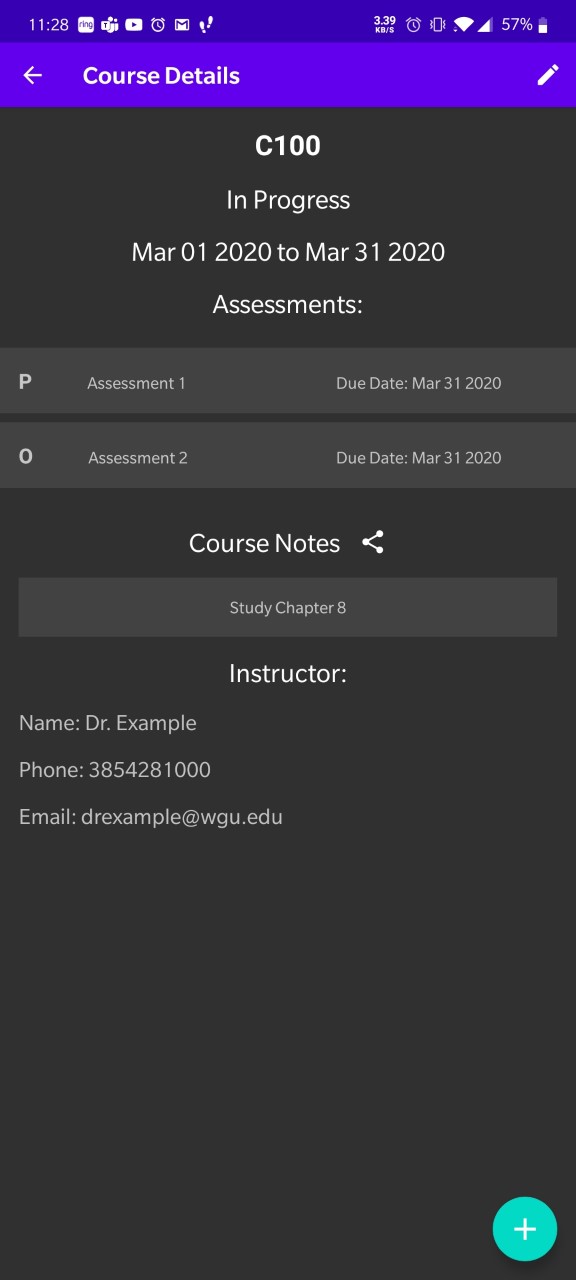 11:28 ring 3.39 KB/S 57%
Course Details
C100
In Progress
Mar 01 2020 to Mar 31 2020
Assessments:
P Assessment 1 Due Date: Mar 31 2020
O Assessment 2 Due Date: Mar 31 2020
Course Notes
Study Chapter 8
Instructor:
Name: Dr. Example
Phone: 3854281000
Email: drexample@wgu.edu